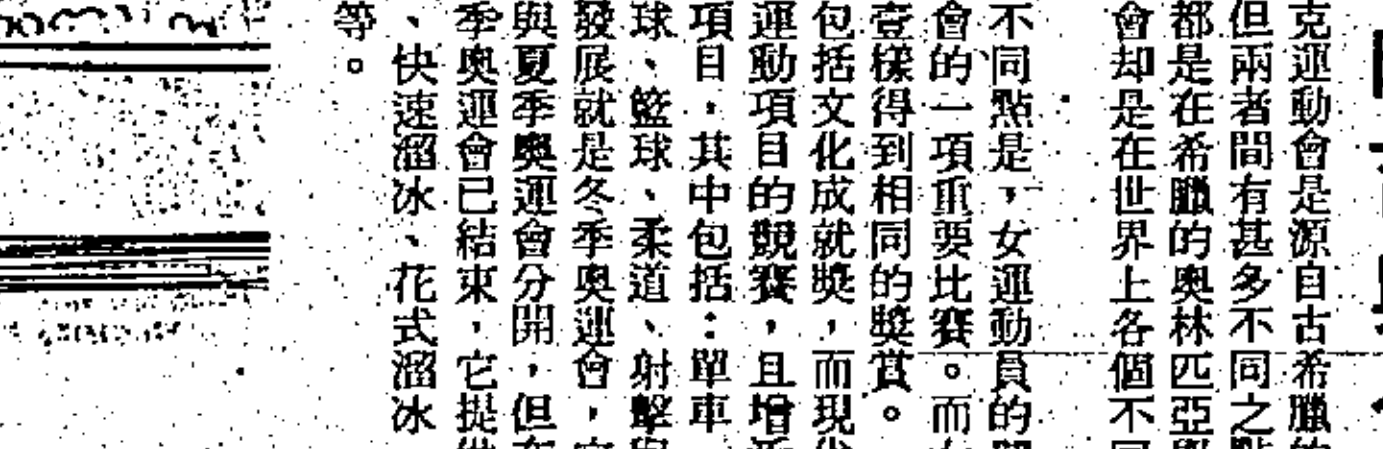 克運動會是源自古希臘的
但兩者間有甚多不同之點
都是在希臘的奧林匹亞
會却是在世界上各個不
不同點是，女運動員的
會的一項重要比賽。而
壹樣得到相同的獎賞。
包括文化成就獎，而現
運動項目的競賽，且增
項目，其中包括：單車
球、籃球、柔道、射擊與
發展就是冬季奧運會，
與夏季奧運會分開，但
季奧運會已結束，它提供
、快速溜冰、花式溜冰
等。